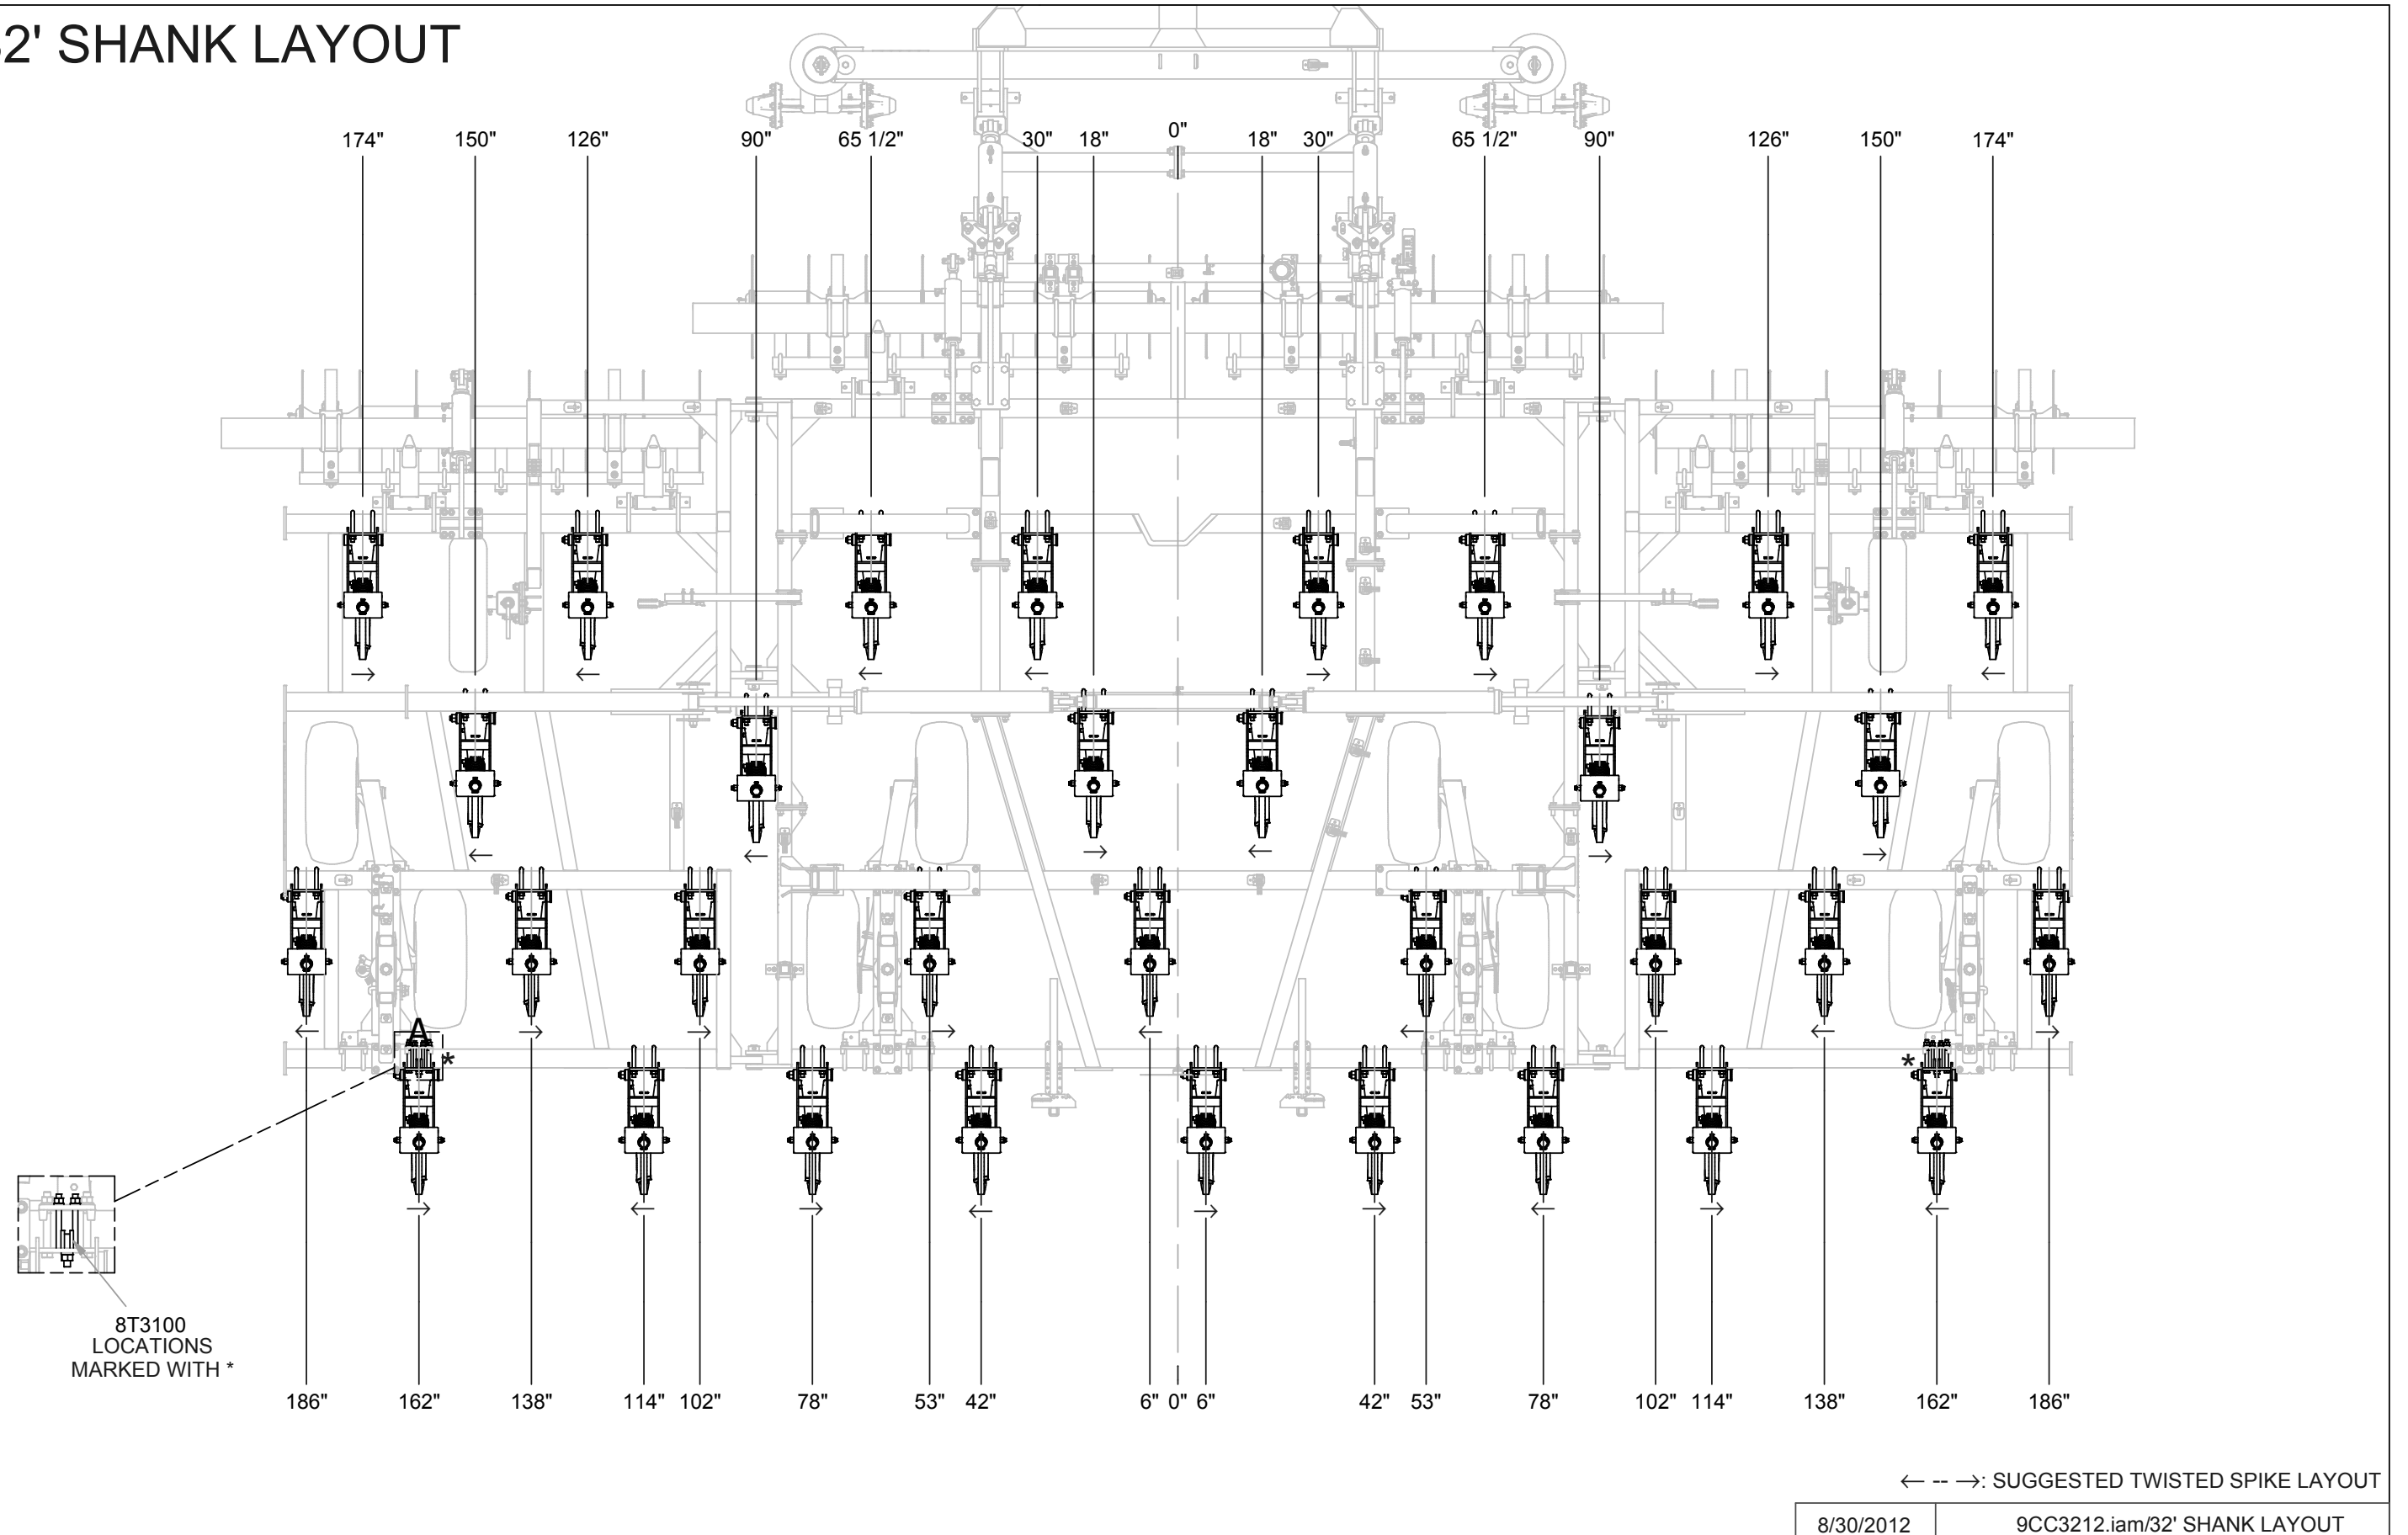 2' SHANK LAYOUT
174" 150" 126" 90" 65 1/2" 30" 18" 0" 18" 30" 65 1/2" 90" 126" 150" 174"
A
*
*
8T3100
LOCATIONS
MARKED WITH *
186" 162" 138" 114" 102" 78" 53" 42" 6" 0" 6" 42" 53" 78" 102" 114" 138" 162" 186"
← -- →: SUGGESTED TWISTED SPIKE LAYOUT
8/30/2012 9CC3212.iam/32' SHANK LAYOUT